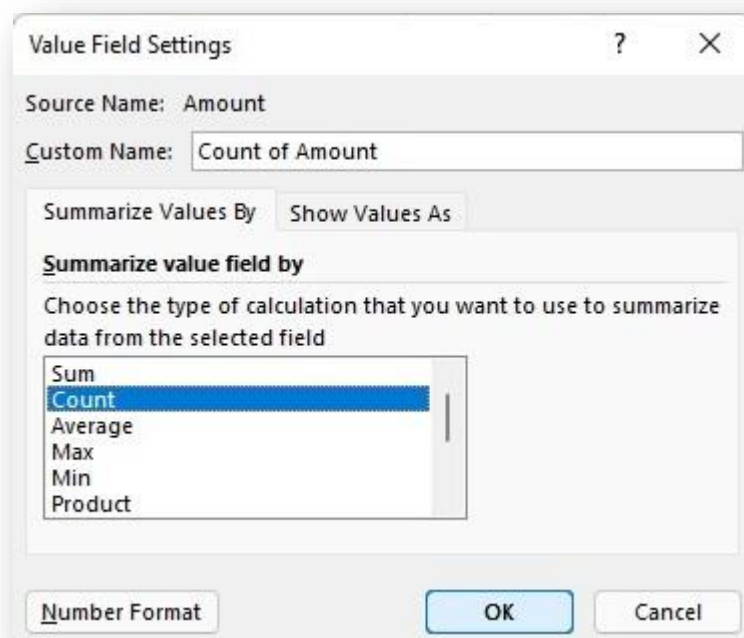 Value Field Settings ? X
Source Name: Amount
Custom Name: Count of Amount
Summarize Values By Show Values As
Summarize value field by
Choose the type of calculation that you want to use to summarize
data from the selected field
Sum
Count
Average
Max
Min
Product
Number Format OK Cancel